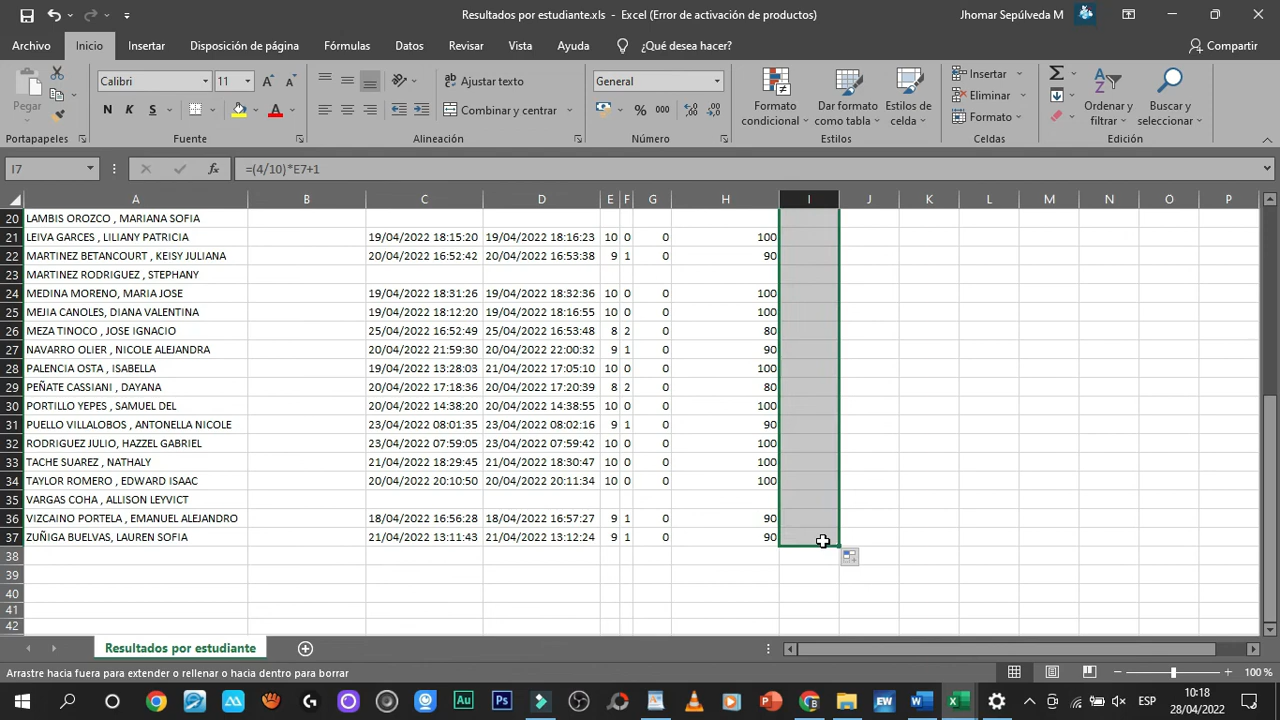 Resultados por estudiante.xls - Excel (Error de activación de productos)
Jhomar Sepúlveda M
Archivo Inicio Insertar Disposición de página Fórmulas Datos Revisar Vista Ayuda ¿Qué desea hacer? Compartir
Pegar
Calibri 11
N K S
Ajustar texto
Combinar y centrar
General
% 000
Formato condicional
Dar formato como tabla
Estilos de celda
Insertar
Eliminar
Formato
Ordenar y filtrar
Buscar y seleccionar
Portapapeles Fuente Alineación Número Estilos Celdas Edición
I7 fx =(4/10)*E7+1
A B C D E F G H I J K L M N O P
20 LAMBIS OROZCO , MARIANA SOFIA
21 LEIVA GARCES , LILIANY PATRICIA 19/04/2022 18:15:20 19/04/2022 18:16:23 10 0 0 100
22 MARTINEZ BETANCOURT , KEISY JULIANA 20/04/2022 16:52:42 20/04/2022 16:53:38 9 1 0 90
23 MARTINEZ RODRIGUEZ , STEPHANY
24 MEDINA MORENO, MARIA JOSE 19/04/2022 18:31:26 19/04/2022 18:32:36 10 0 0 100
25 MEJIA CANOLES, DIANA VALENTINA 19/04/2022 18:12:20 19/04/2022 18:16:55 10 0 0 100
26 MEZA TINOCO , JOSE IGNACIO 25/04/2022 16:52:49 25/04/2022 16:53:48 8 2 0 80
27 NAVARRO OLIER , NICOLE ALEJANDRA 20/04/2022 21:59:30 20/04/2022 22:00:32 9 1 0 90
28 PALENCIA OSTA , ISABELLA 19/04/2022 13:28:03 21/04/2022 17:05:10 10 0 0 100
29 PEÑATE CASSIANI , DAYANA 20/04/2022 17:18:36 20/04/2022 17:20:39 8 2 0 80
30 PORTILLO YEPES , SAMUEL DEL 20/04/2022 14:38:20 20/04/2022 14:38:55 10 0 0 100
31 PUELLO VILLALOBOS , ANTONELLA NICOLE 23/04/2022 08:01:35 23/04/2022 08:02:16 9 1 0 90
32 RODRIGUEZ JULIO, HAZZEL GABRIEL 23/04/2022 07:59:05 23/04/2022 07:59:42 10 0 0 100
33 TACHE SUAREZ , NATHALY 21/04/2022 18:29:45 21/04/2022 18:30:47 10 0 0 100
34 TAYLOR ROMERO , EDWARD ISAAC 20/04/2022 20:10:50 20/04/2022 20:11:34 10 0 0 100
35 VARGAS COHA , ALLISON LEYVICT
36 VIZCAINO PORTELA , EMANUEL ALEJANDRO 18/04/2022 16:56:28 18/04/2022 16:57:27 9 1 0 90
37 ZUÑIGA BUELVAS, LAUREN SOFIA 21/04/2022 13:11:43 21/04/2022 13:12:24 9 1 0 90
38
39
40
41
42
Resultados por estudiante
Arrastre hacia fuera para extender o rellenar o hacia dentro para borrar
100 %
Au Ps EW
ESP
10:18
28/04/2022